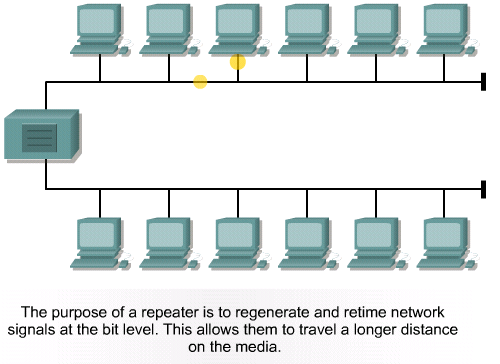 The purpose of a repeater is to regenerate and retime network
signals at the bit level. This allows them to travel a longer distance
on the media.